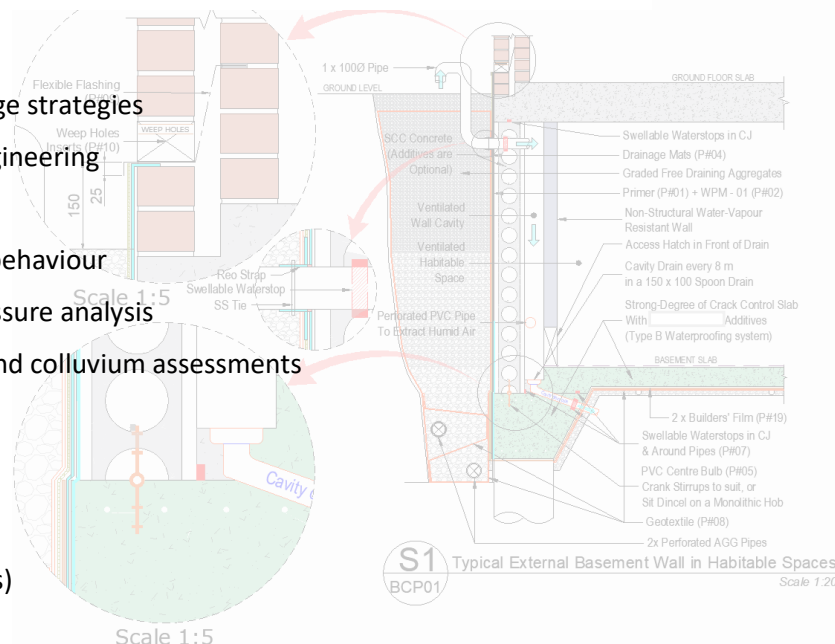 ge strategies
gineering
ehaviour
ssure analysis
nd colluvium assessments
s)
Flexible Flashing
Weep Holes
Inserts (P#10)
WEEP HOLES
150
25
Scale 1:5
Reo Strap
Swellable Waterstop
SS Tie
Cavity
Scale 1:5
1 x 100Ø Pipe
GROUND LEVEL
SCC Concrete
(Additives are
Optional)
Ventilated
Wall Cavity
Ventilated
Habitable
Space
Perforated PVC Pipe
To Extract Humid Air
GROUND FLOOR SLAB
Swellable Waterstops in CJ
Drainage Mats (P#04)
Graded Free Draining Aggregates
Primer (P#01) + WPM - 01 (P#02)
Non-Structural Water-Vapour
Resistant Wall
Access Hatch in Front of Drain
Cavity Drain every 8 m
in a 150 x 100 Spoon Drain
Strong-Degree of Crack Control Slab
With Additives
(Type B Waterproofing system)
BASEMENT SLAB
2 x Builders' Film (P#19)
Swellable Waterstops in CJ
& Around Pipes (P#07)
PVC Centre Bulb (P#05)
Crank Stirrups to suit, or
Sit Dincel on a Monolithic Hob
Geotextile (P#08)
2x Perforated AGG Pipes
S1
BCP01
Typical External Basement Wall in Habitable Spaces
Scale 1:20